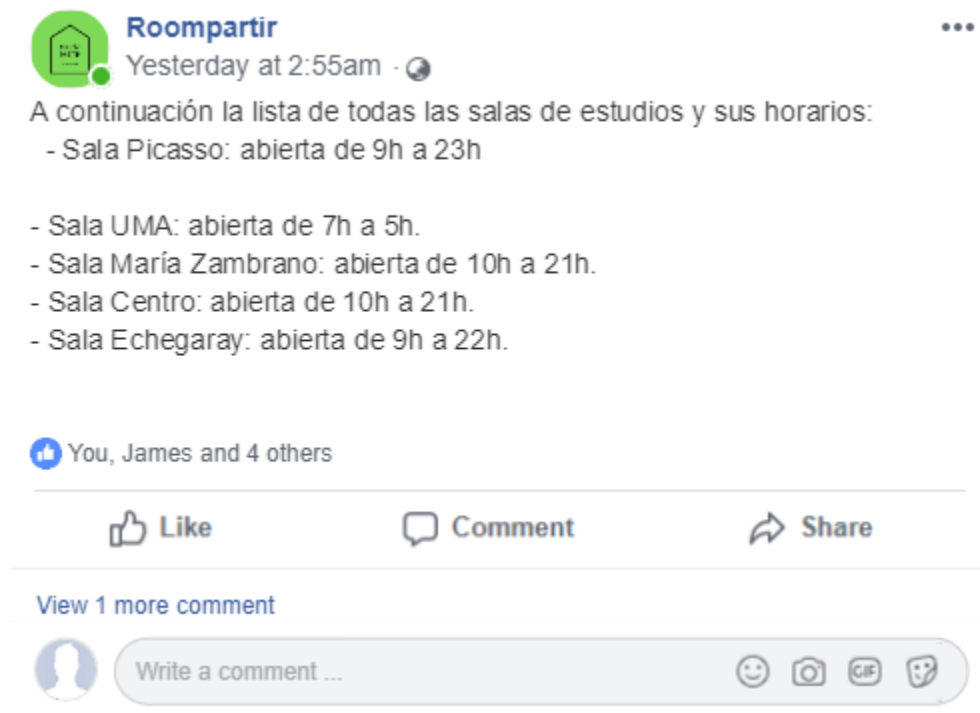 Roompartir
Yesterday at 2:55am ·
A continuación la lista de todas las salas de estudios y sus horarios:
- Sala Picasso: abierta de 9h a 23h
- Sala UMA: abierta de 7h a 5h.
- Sala María Zambrano: abierta de 10h a 21h.
- Sala Centro: abierta de 10h a 21h.
- Sala Echegaray: abierta de 9h a 22h.
You, James and 4 others
Like Comment Share
View 1 more comment
Write a comment ... GIF